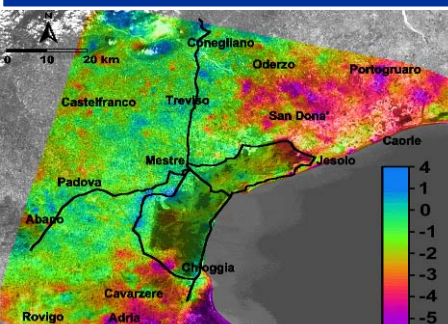 N
0 20 km
Conegliano
Oderzo
Portogruaro
Castelfranco
Treviso
San Dona'
Caorle
Mestre
Jesolo
Padova
Abano
Chioggia
Cavarzere
Rovigo
Adria
4
1
0
-1
-2
-3
-4
-5